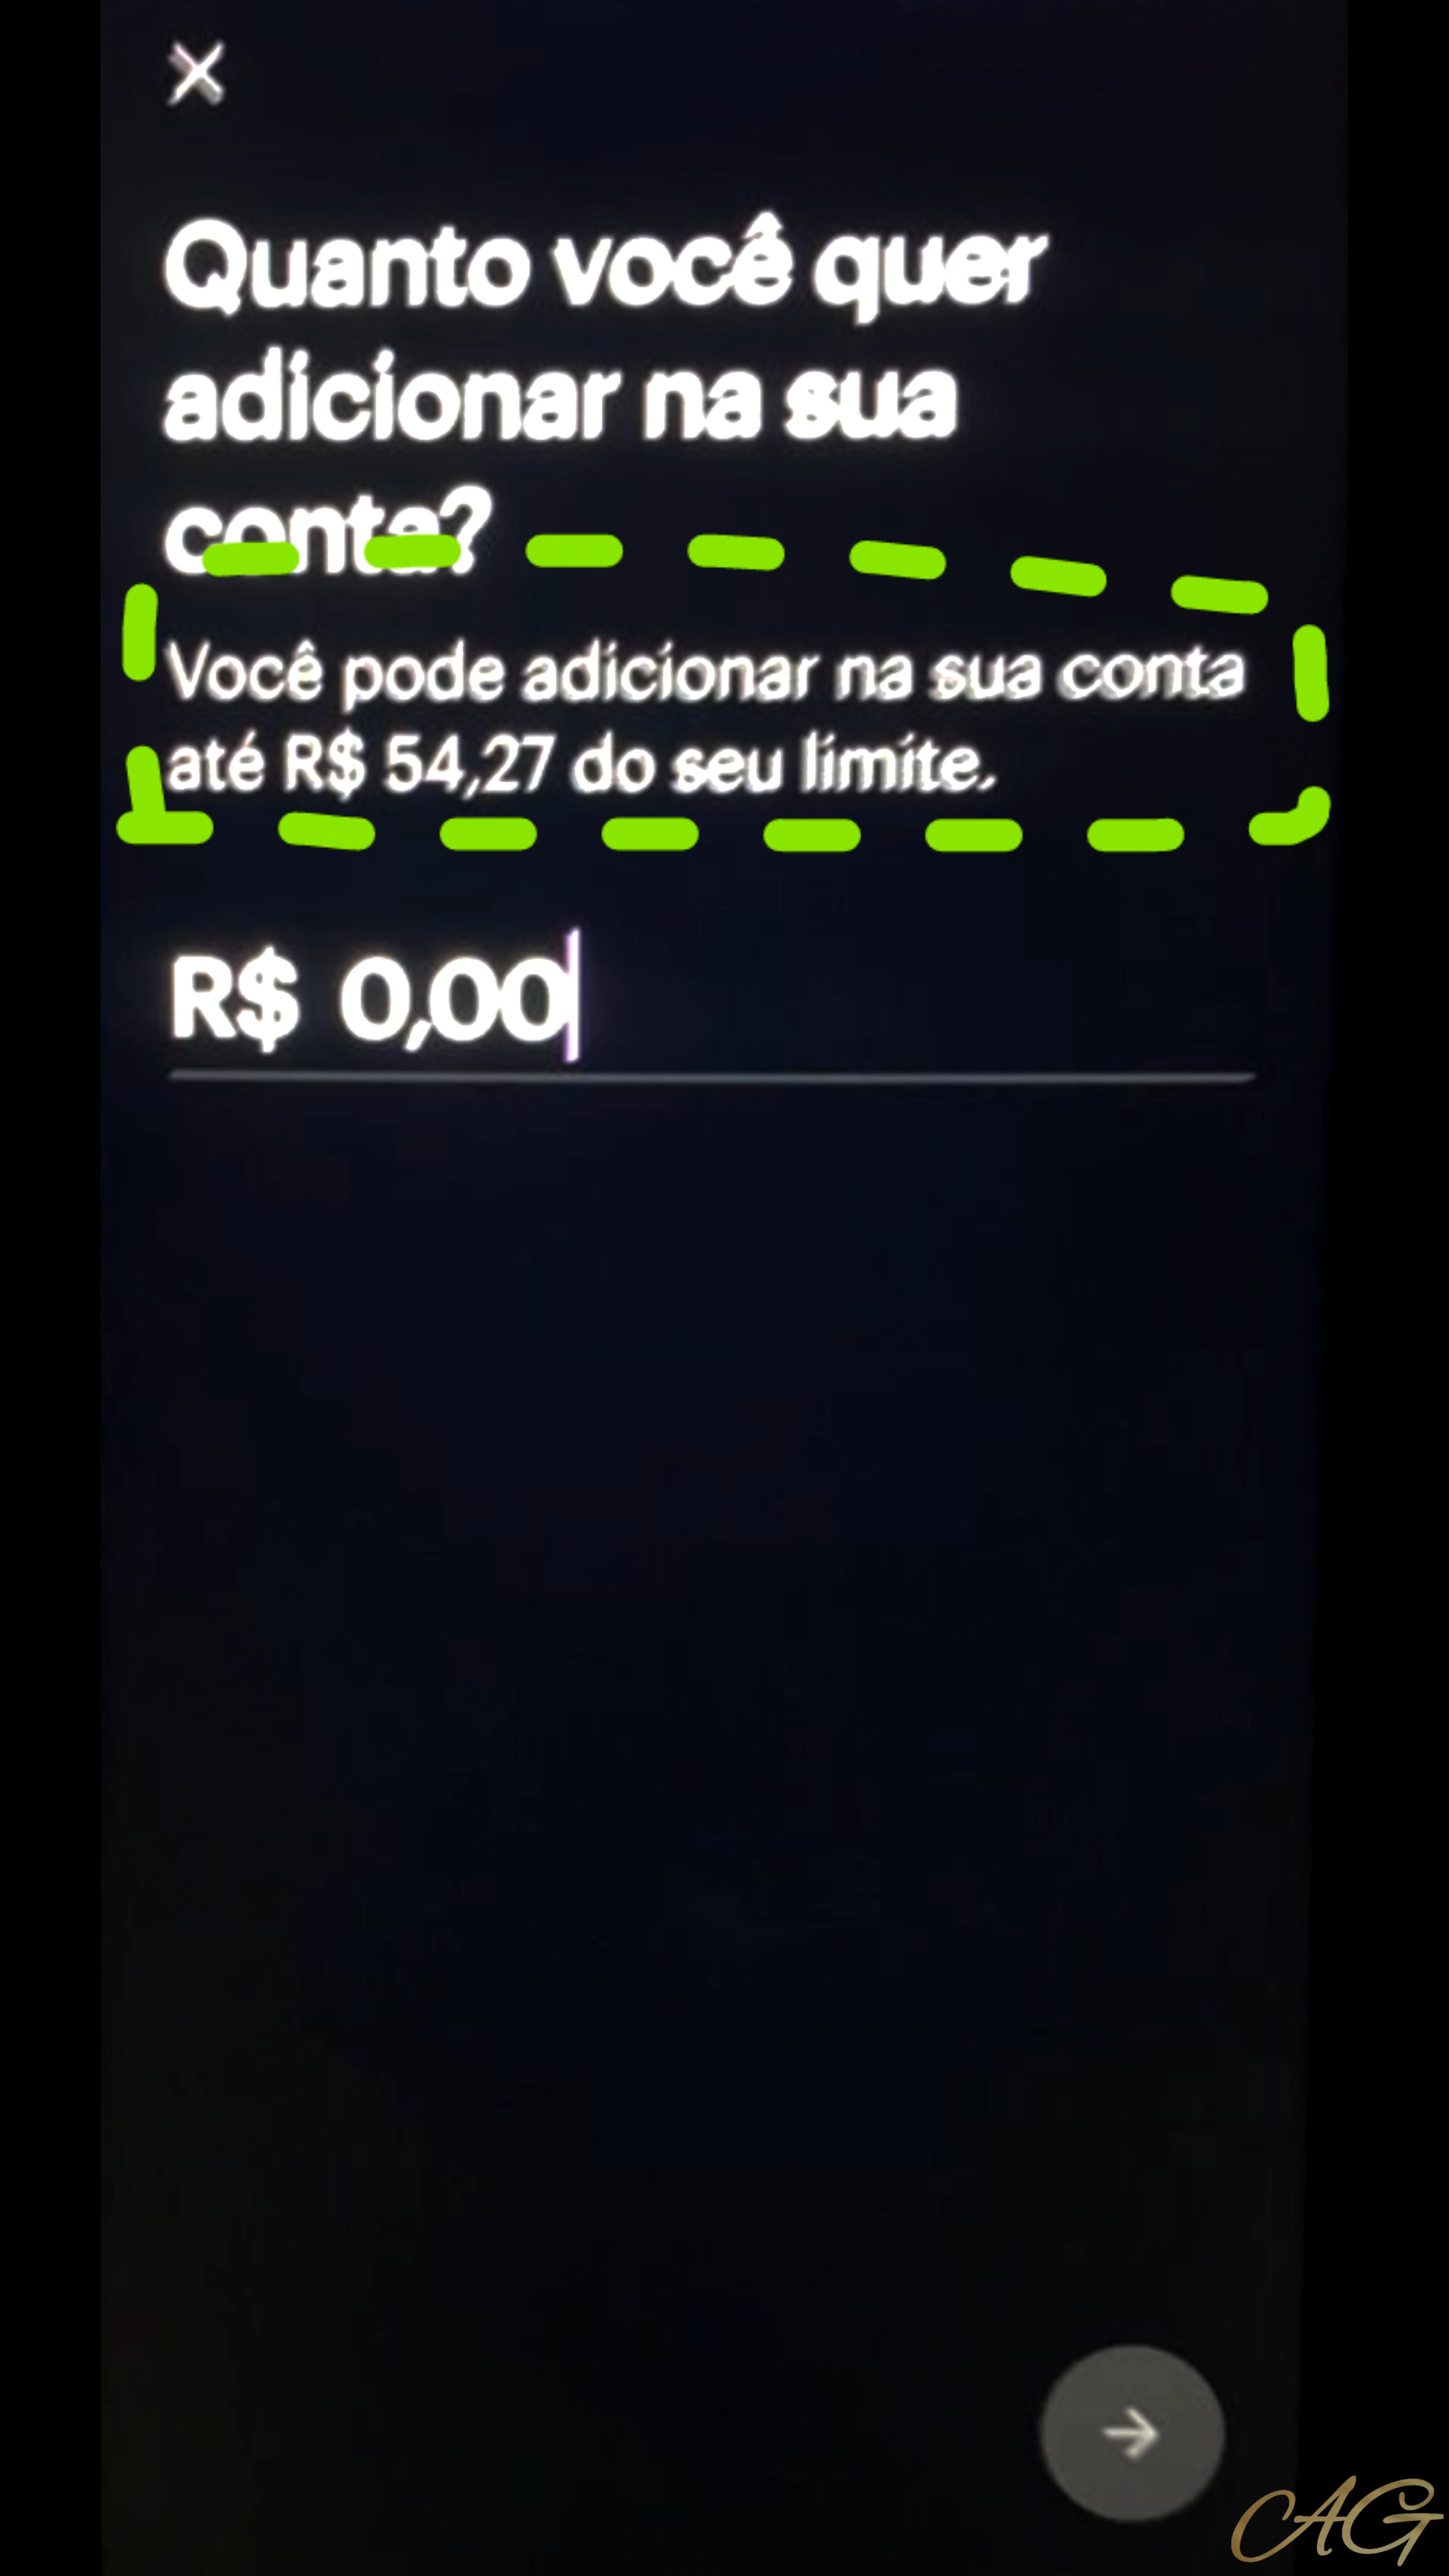 Quanto você quer
adicionar na sua
conta?
Você pode adicionar na sua conta
até R$ 54,27 do seu limite.
R$ 0,00
AG